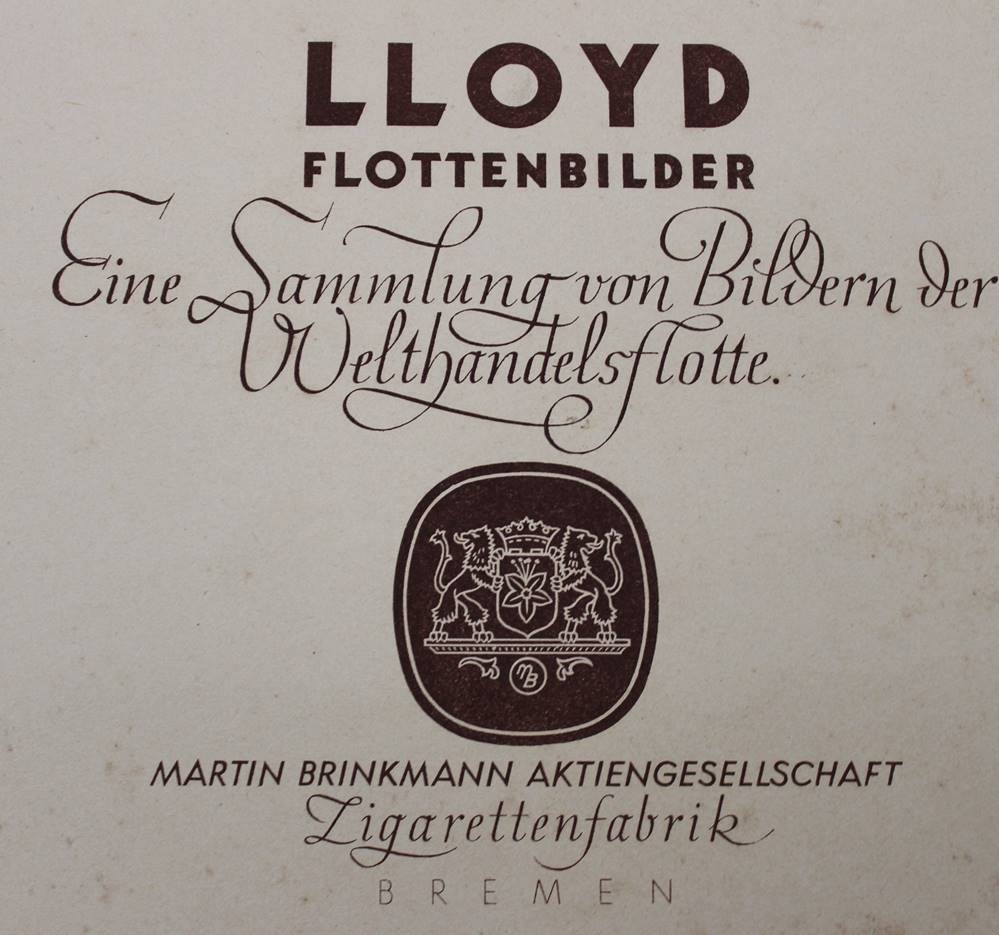 LLOYD
FLOTTENBILDER
Eine Sammlung von Bildern der
Welthandelsflotte.
MB
MARTIN BRINKMANN AKTIENGESELLSCHAFT
Zigarettenfabrik
BREMEN